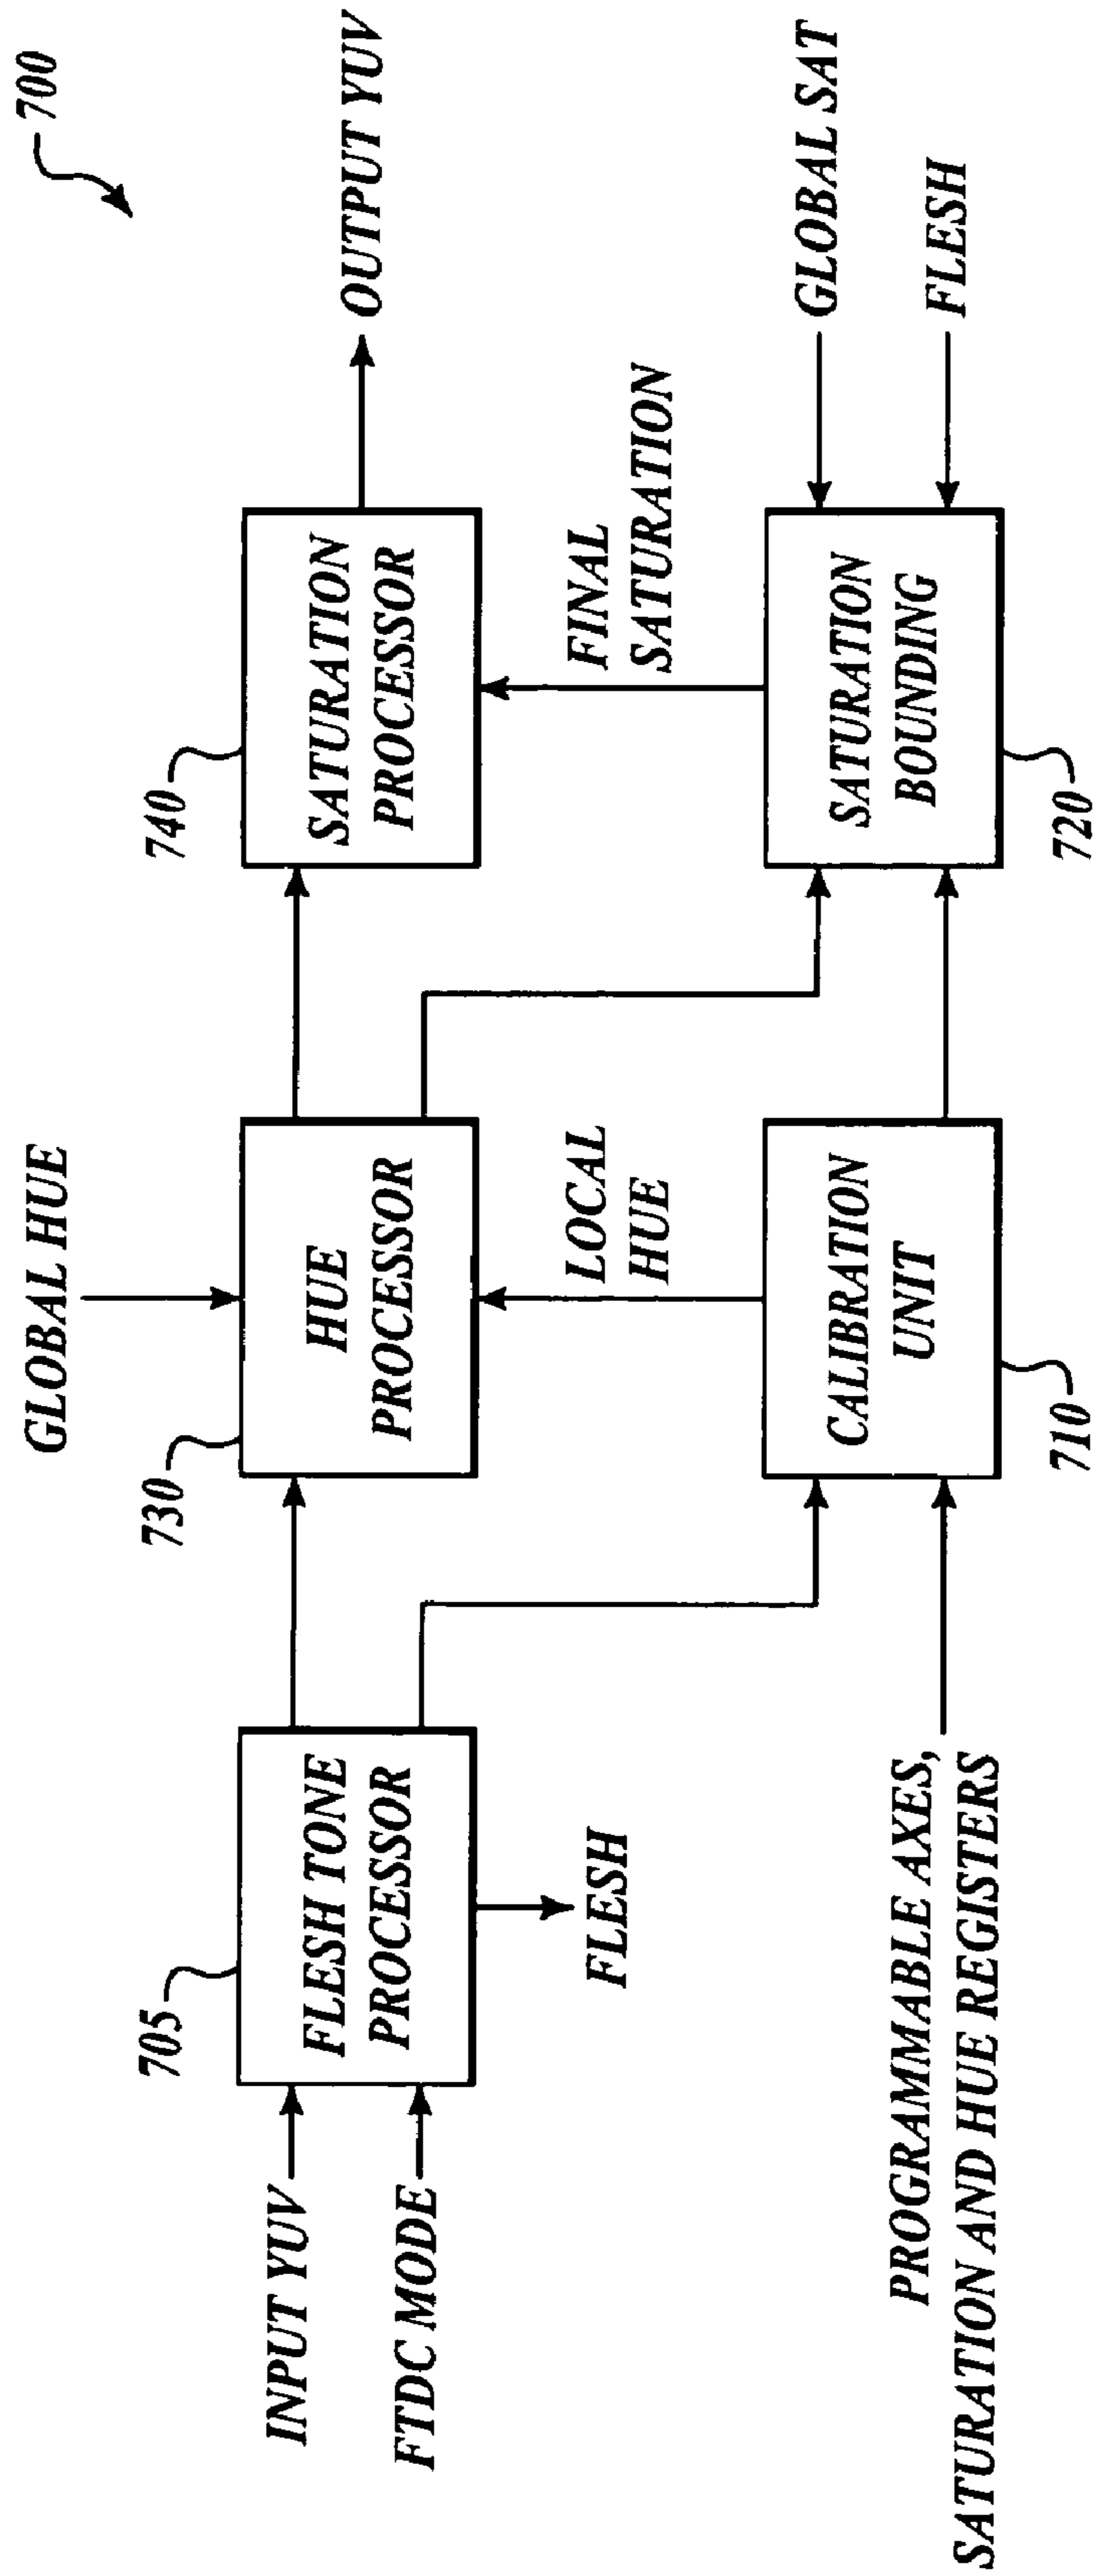 700
GLOBAL HUE
730
HUE
PROCESSOR
740
SATURATION
PROCESSOR
OUTPUT YUV
705
FLESH TONE
PROCESSOR
INPUT YUV
FTDC MODE
FLESH
LOCAL
HUE
FINAL
SATURATION
GLOBAL SAT
FLESH
CALIBRATION
UNIT
710
SATURATION
BOUNDING
720
PROGRAMMABLE AXES,
SATURATION AND HUE REGISTERS